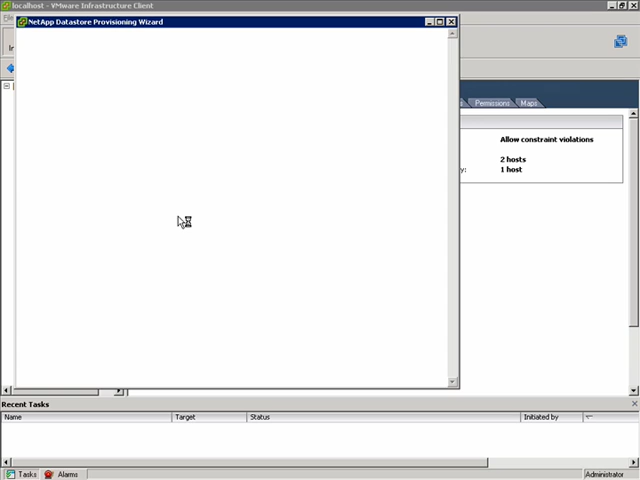 localhost - VMware Infrastructure Client
NetApp Datastore Provisioning Wizard
Permissions
Maps
Allow constraint violations
2 hosts
1 host
Recent Tasks
Name Target Status Initiated by
Tasks Alarms Administrator